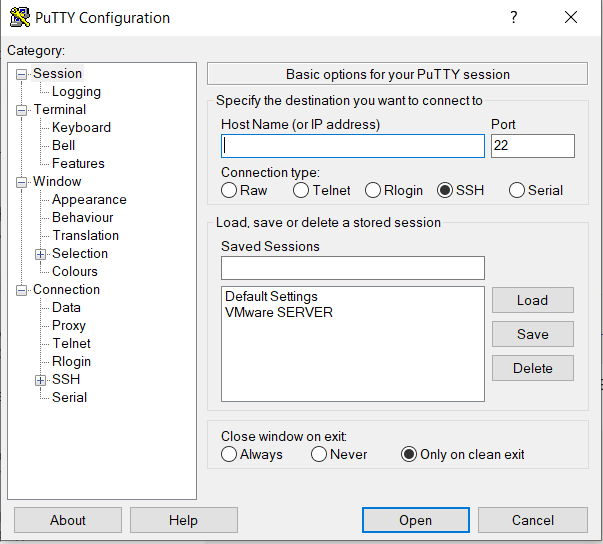 PuTTY Configuration
?
Category:
Session
Logging
Terminal
Keyboard
Bell
Features
Window
Appearance
Behaviour
Translation
Selection
Colours
Connection
Data
Proxy
Telnet
Rlogin
SSH
Serial
Basic options for your PuTTY session
Specify the destination you want to connect to
Host Name (or IP address) Port
22
Connection type:
Raw Telnet Rlogin SSH Serial
Load, save or delete a stored session
Saved Sessions
Default Settings
VMware SERVER
Load
Save
Delete
Close window on exit:
Always Never Only on clean exit
About Help Open Cancel